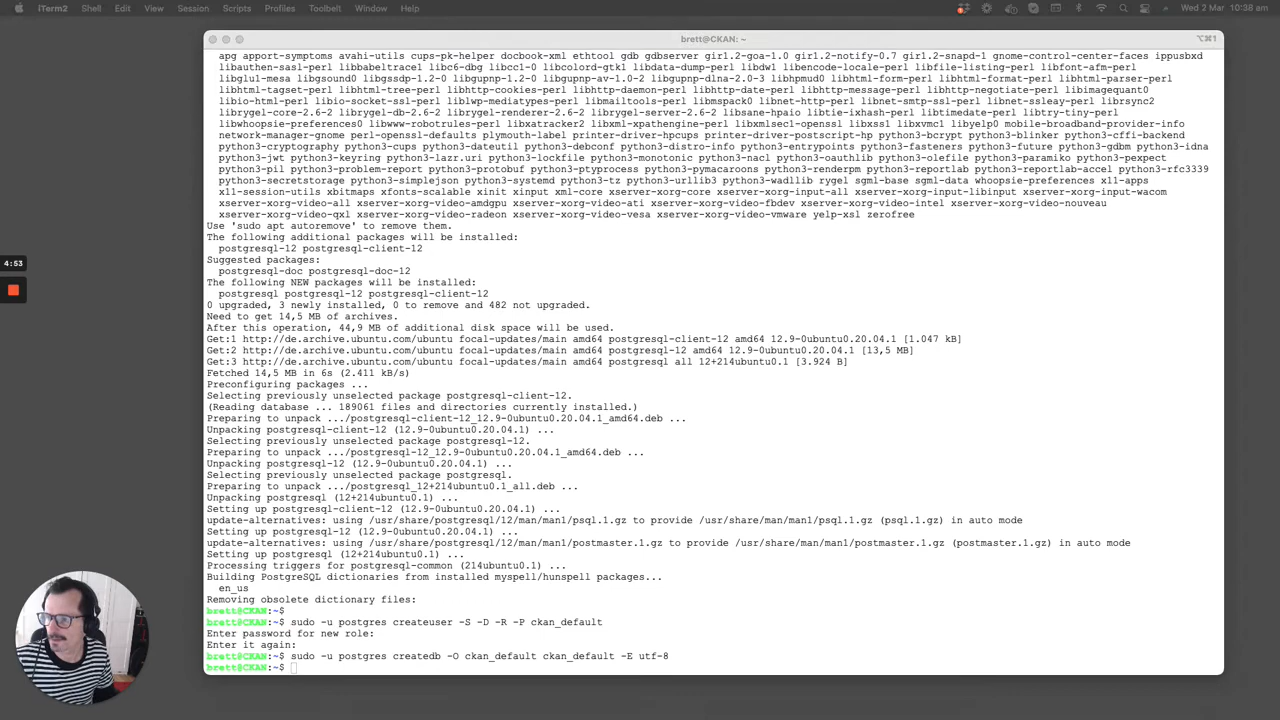 iTerm2 Shell Edit View Session Scripts Profiles Toolbelt Window Help Wed 2 Mar 10:38 am
brett@CKAN: ~ ⌥⌘1
apg apport-symptoms avahi-utils cups-pk-helper docbook-xml ethtool gdb gdbserver gir1.2-goa-1.0 gir1.2-notify-0.7 gir1.2-snapd-1 gnome-control-center-faces ippusbxd
libauthen-sasl-perl libbabeltrace1 libc6-dbg libcc1-0 libcolord-gtk1 libdata-dump-perl libdw1 libencode-locale-perl libfile-listing-perl libfont-afm-perl
libglu1-mesa libgsound0 libgssdp-1.2-0 libgupnp-1.2-0 libgupnp-av-1.0-2 libgupnp-dlna-2.0-3 libhpmud0 libhtml-form-perl libhtml-format-perl libhtml-parser-perl
libhtml-tagset-perl libhtml-tree-perl libhttp-cookies-perl libhttp-daemon-perl libhttp-date-perl libhttp-message-perl libhttp-negotiate-perl libimagequant0
libio-html-perl libio-socket-ssl-perl liblwp-mediatypes-perl libmailtools-perl libmspack0 libnet-http-perl libnet-smtp-ssl-perl libnet-ssleay-perl librsync2
librygel-core-2.6-2 librygel-db-2.6-2 librygel-renderer-2.6-2 librygel-server-2.6-2 libsane-hpaio libtie-ixhash-perl libtimedate-perl libtry-tiny-perl
libwhoopsie-preferences0 libwww-robotrules-perl libxatracker2 libxml-xpathengine-perl libxmlsec1-openssl libxss1 libxvmc1 libyelp0 mobile-broadband-provider-info
network-manager-gnome perl-openssl-defaults plymouth-label printer-driver-hpcups printer-driver-postscript-hp python3-bcrypt python3-blinker python3-cffi-backend
python3-cryptography python3-cups python3-dateutil python3-debconf python3-distro-info python3-entrypoints python3-fasteners python3-future python3-gdbm python3-idna
python3-jwt python3-keyring python3-lazr.uri python3-lockfile python3-monotonic python3-nacl python3-oauthlib python3-olefile python3-paramiko python3-pexpect
python3-pil python3-problem-report python3-protobuf python3-ptyprocess python3-pymacaroons python3-renderpm python3-reportlab python3-reportlab-accel python3-rfc3339
python3-secretstorage python3-simplejson python3-systemd python3-tz python3-urllib3 python3-wadllib rygel sgml-base sgml-data whoopsie-preferences x11-apps
x11-session-utils xbitmaps xfonts-scalable xinit xinput xml-core xserver-xorg-core xserver-xorg-input-all xserver-xorg-input-libinput xserver-xorg-input-wacom
xserver-xorg-video-all xserver-xorg-video-amdgpu xserver-xorg-video-ati xserver-xorg-video-fbdev xserver-xorg-video-intel xserver-xorg-video-nouveau
xserver-xorg-video-qxl xserver-xorg-video-radeon xserver-xorg-video-vesa xserver-xorg-video-vmware yelp-xsl zerofree
Use 'sudo apt autoremove' to remove them.
The following additional packages will be installed:
postgresql-12 postgresql-client-12
Suggested packages:
postgresql-doc postgresql-doc-12
The following NEW packages will be installed:
postgresql postgresql-12 postgresql-client-12
0 upgraded, 3 newly installed, 0 to remove and 482 not upgraded.
Need to get 14,5 MB of archives.
After this operation, 44,9 MB of additional disk space will be used.
Get:1 http://de.archive.ubuntu.com/ubuntu focal-updates/main amd64 postgresql-client-12 amd64 12.9-0ubuntu0.20.04.1 [1.047 kB]
Get:2 http://de.archive.ubuntu.com/ubuntu focal-updates/main amd64 postgresql-12 amd64 12.9-0ubuntu0.20.04.1 [13,5 MB]
Get:3 http://de.archive.ubuntu.com/ubuntu focal-updates/main amd64 postgresql all 12+214ubuntu0.1 [3.924 B]
Fetched 14,5 MB in 6s (2.411 kB/s)
Preconfiguring packages ...
Selecting previously unselected package postgresql-client-12.
(Reading database ... 189061 files and directories currently installed.)
Preparing to unpack .../postgresql-client-12_12.9-0ubuntu0.20.04.1_amd64.deb ...
Unpacking postgresql-client-12 (12.9-0ubuntu0.20.04.1) ...
Selecting previously unselected package postgresql-12.
Preparing to unpack .../postgresql-12_12.9-0ubuntu0.20.04.1_amd64.deb ...
Unpacking postgresql-12 (12.9-0ubuntu0.20.04.1) ...
Selecting previously unselected package postgresql.
Preparing to unpack .../postgresql_12+214ubuntu0.1_all.deb ...
Unpacking postgresql (12+214ubuntu0.1) ...
Setting up postgresql-client-12 (12.9-0ubuntu0.20.04.1) ...
update-alternatives: using /usr/share/postgresql/12/man/man1/psql.1.gz to provide /usr/share/man/man1/psql.1.gz (psql.1.gz) in auto mode
Setting up postgresql-12 (12.9-0ubuntu0.20.04.1) ...
update-alternatives: using /usr/share/postgresql/12/man/man1/postmaster.1.gz to provide /usr/share/man/man1/postmaster.1.gz (postmaster.1.gz) in auto mode
Setting up postgresql (12+214ubuntu0.1) ...
Processing triggers for postgresql-common (214ubuntu0.1) ...
Building PostgreSQL dictionaries from installed myspell/hunspell packages...
en_us
Removing obsolete dictionary files:
brett@CKAN:~$
brett@CKAN:~$ sudo -u postgres createuser -S -D -R -P ckan_default
Enter password for new role:
Enter it again:
brett@CKAN:~$ sudo -u postgres createdb -O ckan_default ckan_default -E utf-8
brett@CKAN:~$
4:53